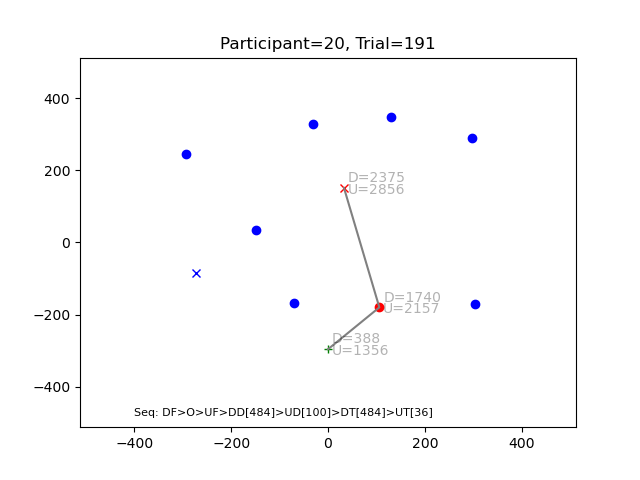 Participant=20, Trial=191
400
200
0
−200
−400
D=2375
U=2856
D=1740
U=2157
D=388
U=1356
Seq: DF>O>UF>DD[484]>UD[100]>DT[484]>UT[36]
−400 −200 0 200 400